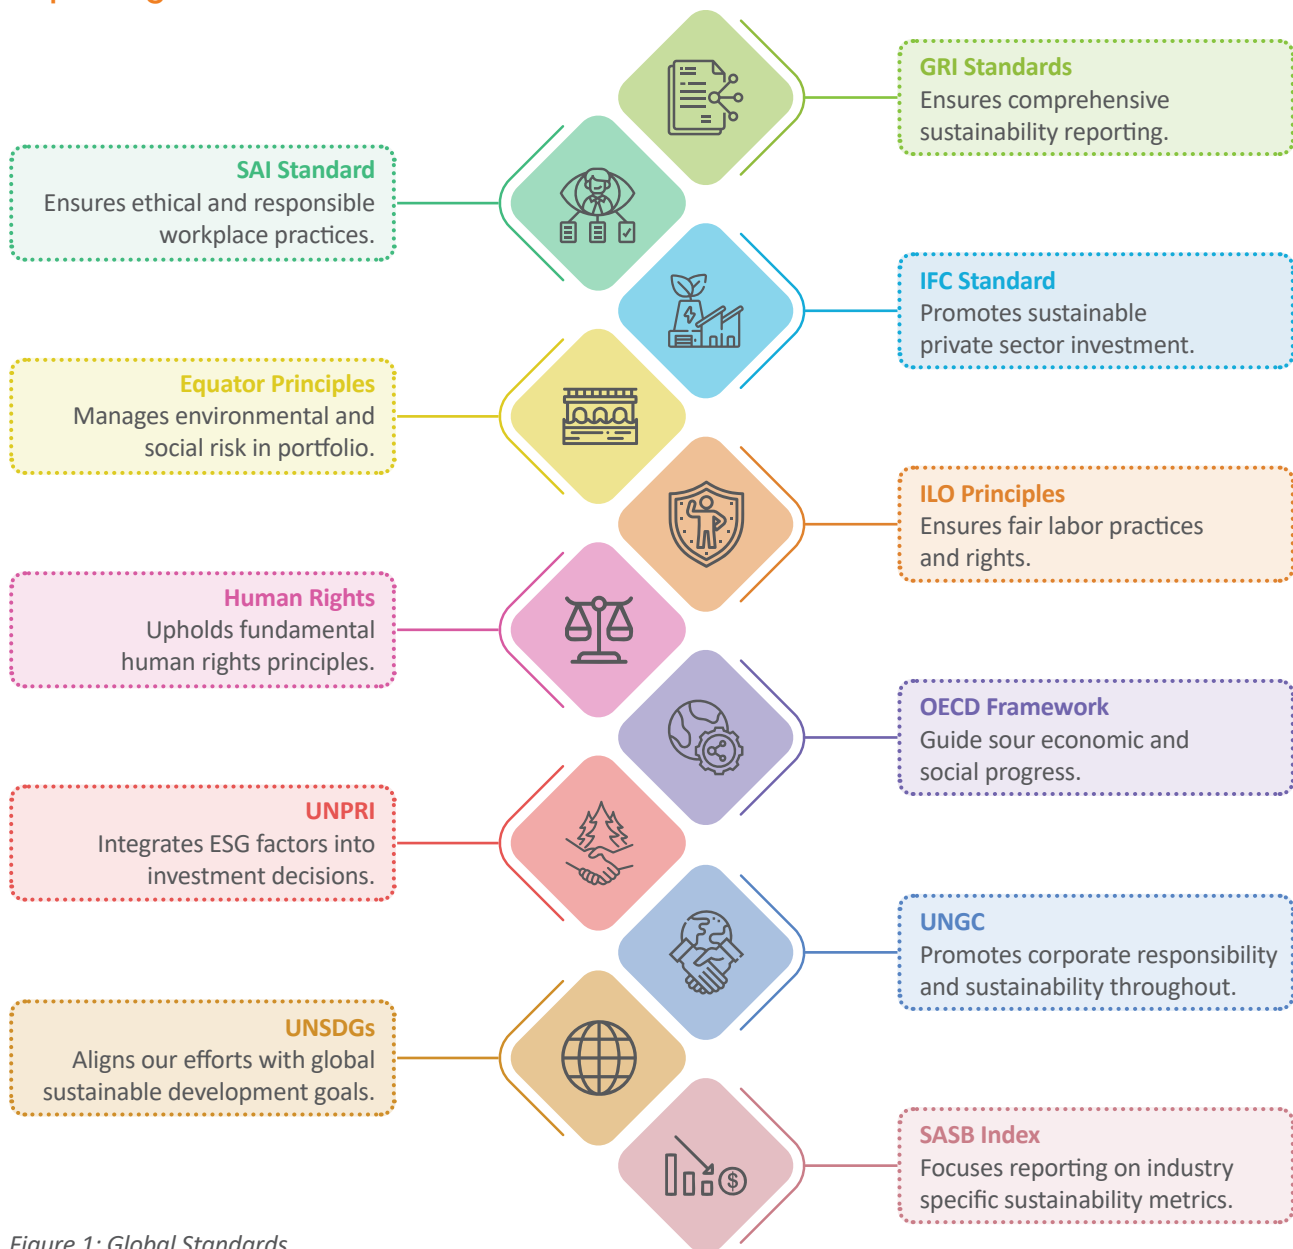 GRI Standards
Ensures comprehensive
sustainability reporting.
SAI Standard
Ensures ethical and responsible
workplace practices.
IFC Standard
Promotes sustainable
private sector investment.
Equator Principles
Manages environmental and
social risk in portfolio.
ILO Principles
Ensures fair labor practices
and rights.
Human Rights
Upholds fundamental
human rights principles.
OECD Framework
Guide sour economic and
social progress.
UNPRI
Integrates ESG factors into
investment decisions.
UNGC
Promotes corporate responsibility
and sustainability throughout.
UNSDGs
Aligns our efforts with global
sustainable development goals.
SASB Index
Focuses reporting on industry
specific sustainability metrics.
$
Figure 1: Global Standards